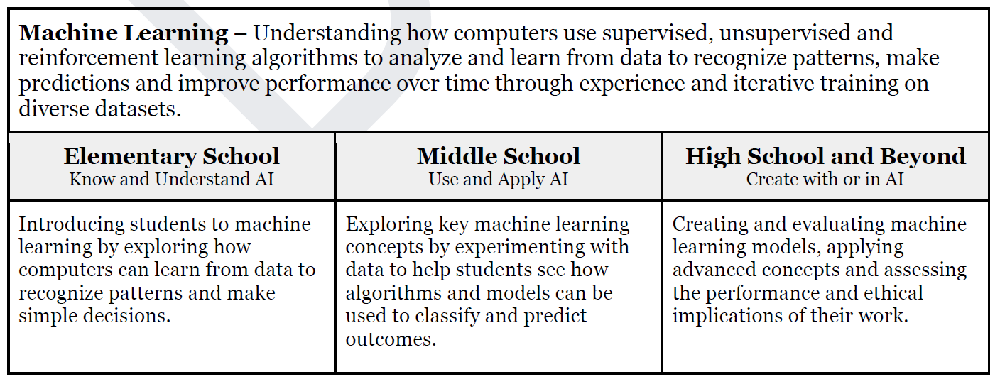 Machine Learning – Understanding how computers use supervised, unsupervised and
reinforcement learning algorithms to analyze and learn from data to recognize patterns, make
predictions and improve performance over time through experience and iterative training on
diverse datasets.
Elementary School
Know and Understand AI
Middle School
Use and Apply AI
High School and Beyond
Create with or in AI
Introducing students to machine
learning by exploring how
computers can learn from data to
recognize patterns and make
simple decisions.
Exploring key machine learning
concepts by experimenting with
data to help students see how
algorithms and models can be
used to classify and predict
outcomes.
Creating and evaluating machine
learning models, applying
advanced concepts and assessing
the performance and ethical
implications of their work.